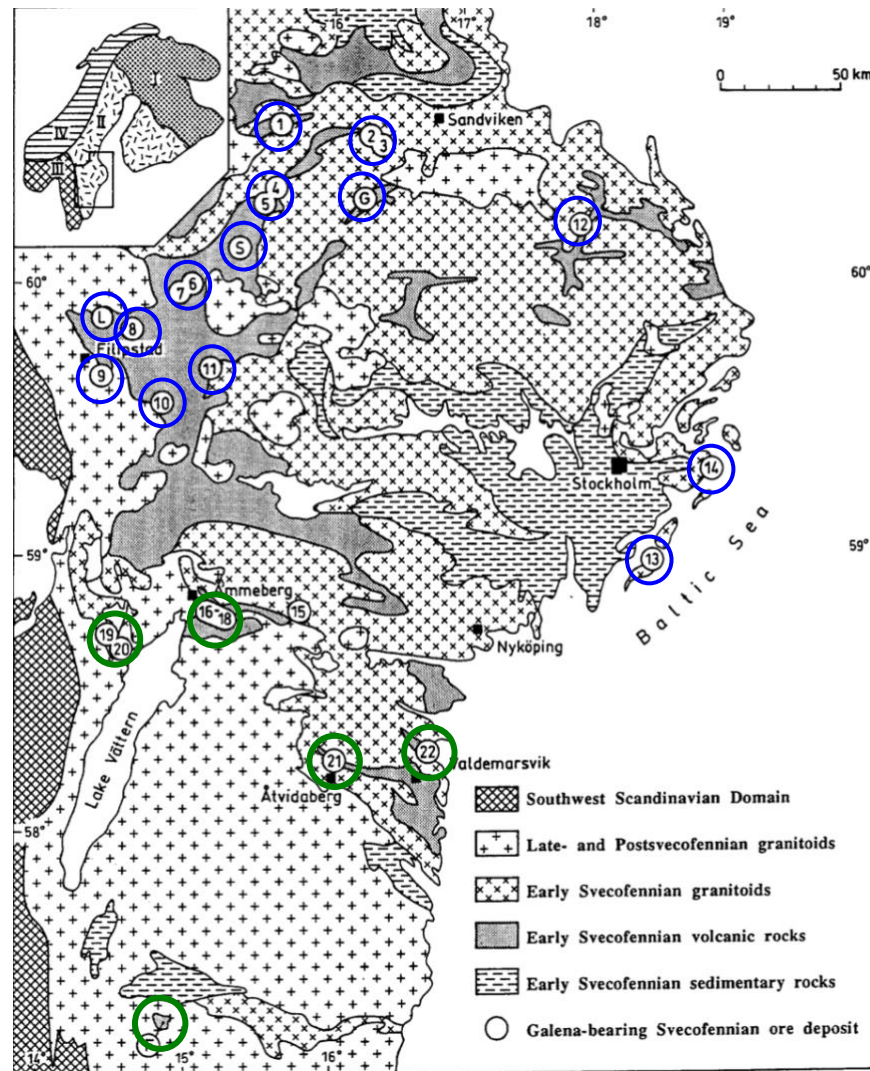 16° 17° 18° 19°
0 50 km
I
II
IV
III
Sandviken
1
2
3
4
5
G
12
S
60° 60°
6
7
L
8
Filipstad
9
11
10
Stockholm
14
13
59° 59°
Baltic Sea
Ammeberg
16-18
15
19
20
Nyköping
Lake Vättern
21
22
Valdemarsvik
Åtvidaberg
58°
Southwest Scandinavian Domain
Late- and Postsvecofennian granitoids
Early Svecofennian granitoids
Early Svecofennian volcanic rocks
Early Svecofennian sedimentary rocks
Galena-bearing Svecofennian ore deposit
14° 15° 16°